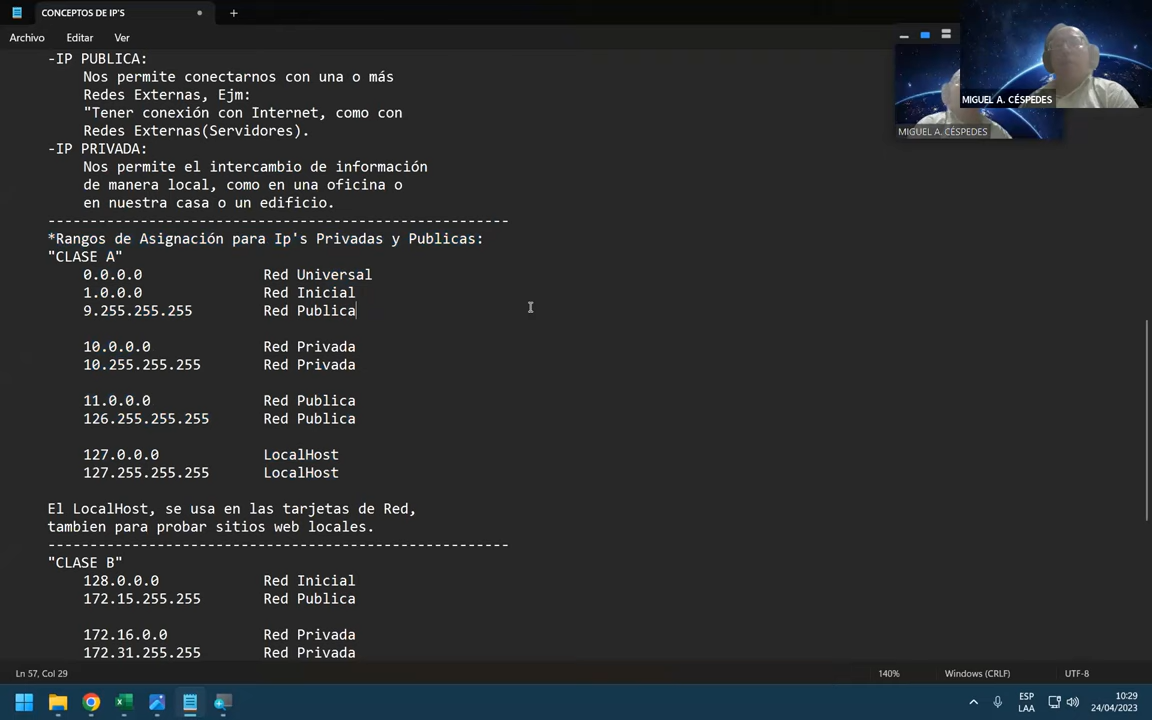 CONCEPTOS DE IP'S
Archivo Editar Ver
-IP PUBLICA:
Nos permite conectarnos con una o más
Redes Externas, Ejm:
"Tener conexión con Internet, como con
Redes Externas(Servidores).
-IP PRIVADA:
Nos permite el intercambio de información
de manera local, como en una oficina o
en nuestra casa o un edificio.
-------------------------------------------------------
*Rangos de Asignación para Ip's Privadas y Publicas:
"CLASE A"
0.0.0.0 Red Universal
1.0.0.0 Red Inicial
9.255.255.255 Red Publica
10.0.0.0 Red Privada
10.255.255.255 Red Privada
11.0.0.0 Red Publica
126.255.255.255 Red Publica
127.0.0.0 LocalHost
127.255.255.255 LocalHost
El LocalHost, se usa en las tarjetas de Red,
tambien para probar sitios web locales.
-------------------------------------------------------
"CLASE B"
128.0.0.0 Red Inicial
172.15.255.255 Red Publica
172.16.0.0 Red Privada
172.31.255.255 Red Privada
MIGUEL A. CÉSPEDES
MIGUEL A. CÉSPEDES
Ln 57, Col 29 140% Windows (CRLF) UTF-8
ESP
LAA
10:29
24/04/2023